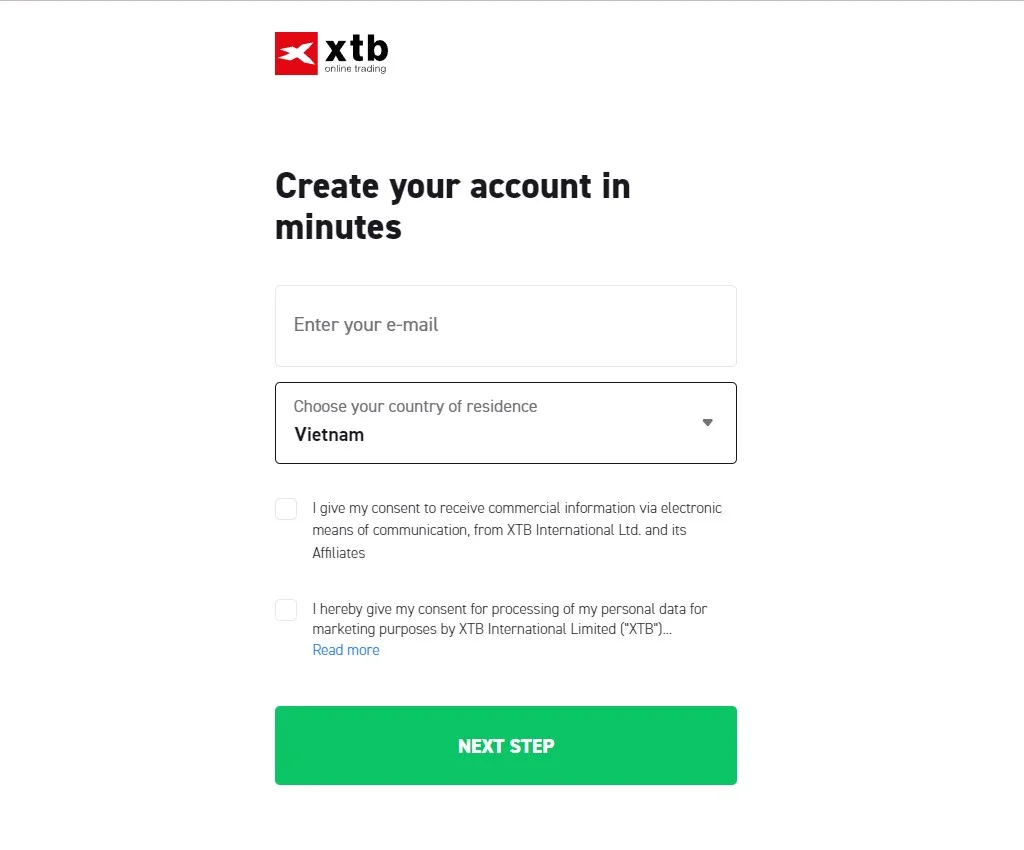 xtb
online trading
Create your account in
minutes
Enter your e-mail
Choose your country of residence
Vietnam
I give my consent to receive commercial information via electronic
means of communication, from XTB International Ltd. and its
Affiliates
I hereby give my consent for processing of my personal data for
marketing purposes by XTB International Limited ("XTB")...
Read more
NEXT STEP